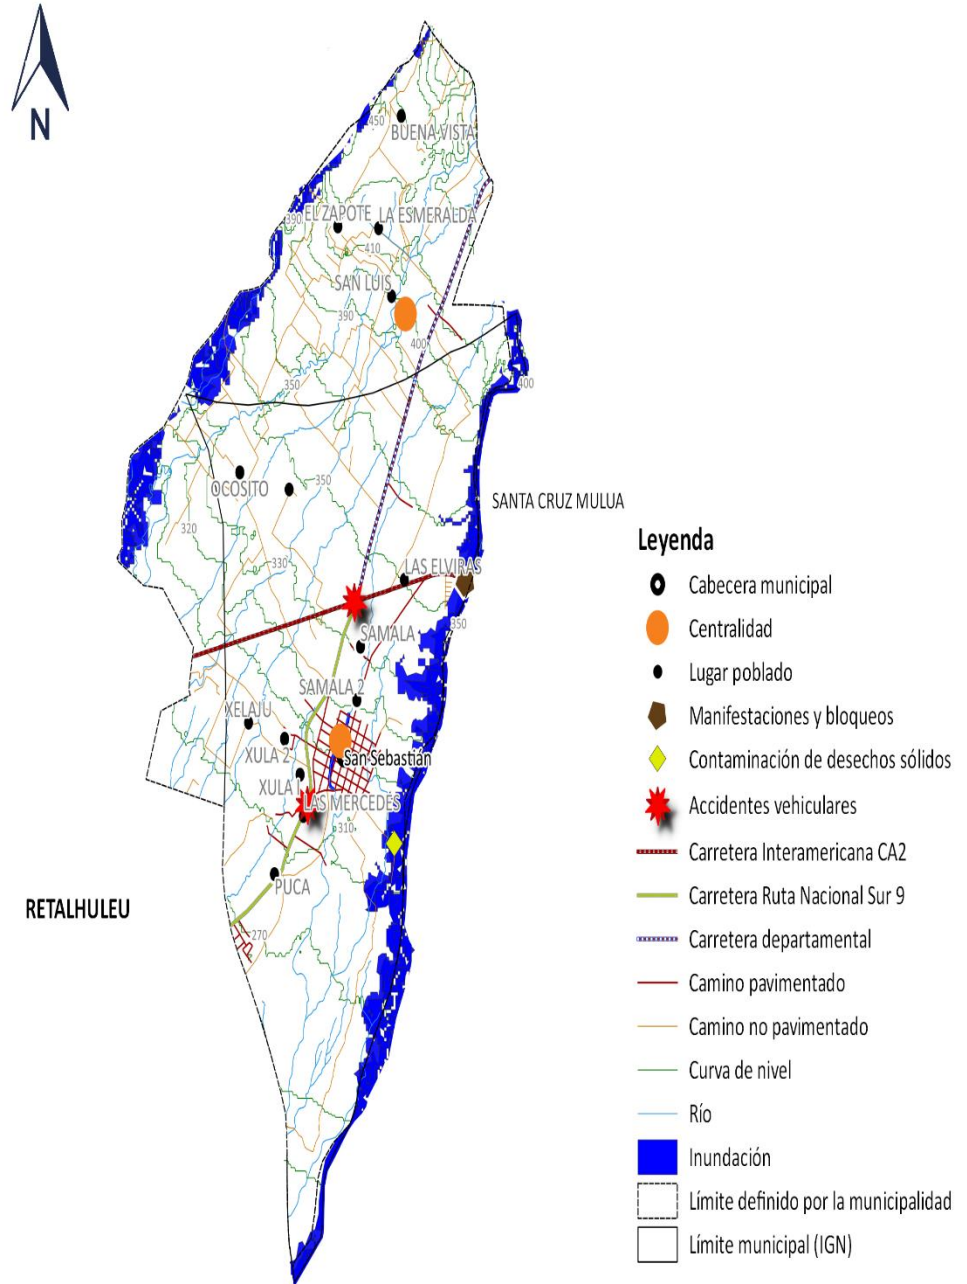 N
450
BUENA VISTA
390
EL ZAPOTE
LA ESMERALDA
410
SAN LUIS
390
400
350
400
OCOSITO
350
320
SANTA CRUZ MULUA
330
LAS ELVIRAS
350
SAMALA
SAMALA 2
XELAJU
XULA 2
San Sebastián
XULA 1
LAS MERCEDES
310
PUCA
RETALHULEU
270
Leyenda
Cabecera municipal
Centralidad
Lugar poblado
Manifestaciones y bloqueos
Contaminación de desechos sólidos
Accidentes vehiculares
Carretera Interamericana CA2
Carretera Ruta Nacional Sur 9
Carretera departamental
Camino pavimentado
Camino no pavimentado
Curva de nivel
Río
Inundación
Límite definido por la municipalidad
Límite municipal (IGN)